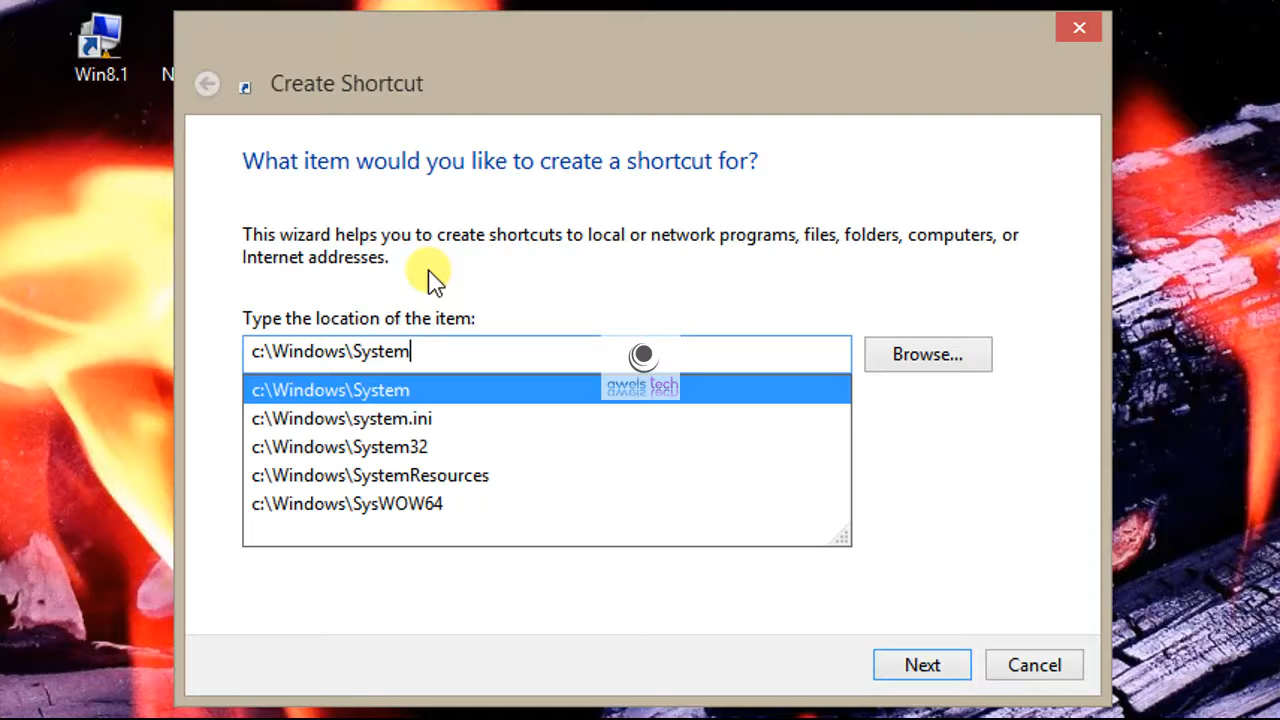 Win8.1
N
Create Shortcut
What item would you like to create a shortcut for?
This wizard helps you to create shortcuts to local or network programs, files, folders, computers, or
Internet addresses.
Type the location of the item:
c:\Windows\System
Browse...
c:\Windows\System
awels tech
c:\Windows\system.ini
c:\Windows\System32
c:\Windows\SystemResources
c:\Windows\SysWOW64
Next
Cancel